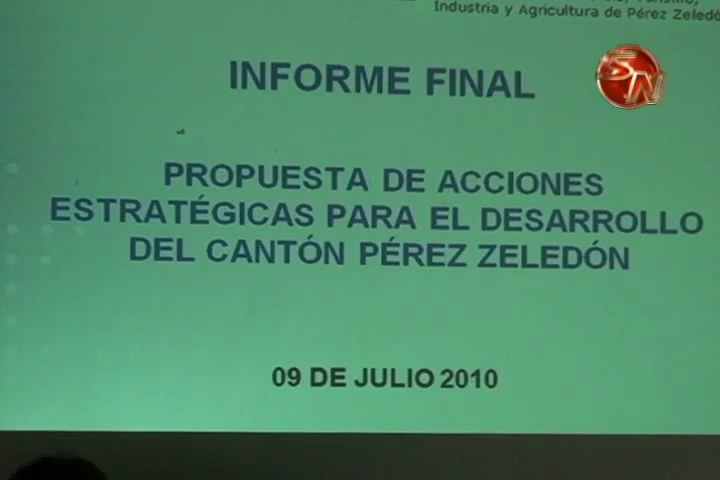 Industria y Agricultura de Pérez Zeledó
INFORME FINAL
SN
PROPUESTA DE ACCIONES
ESTRATÉGICAS PARA EL DESARROLLO
DEL CANTÓN PÉREZ ZELEDÓN
09 DE JULIO 2010